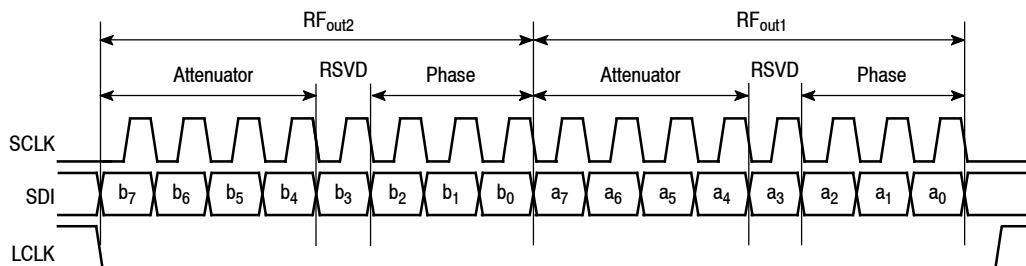 RFout2 RFout1
Attenuator RSVD Phase Attenuator RSVD Phase
SCLK
SDI b7 b6 b5 b4 b3 b2 b1 b0 a7 a6 a5 a4 a3 a2 a1 a0
LCLK